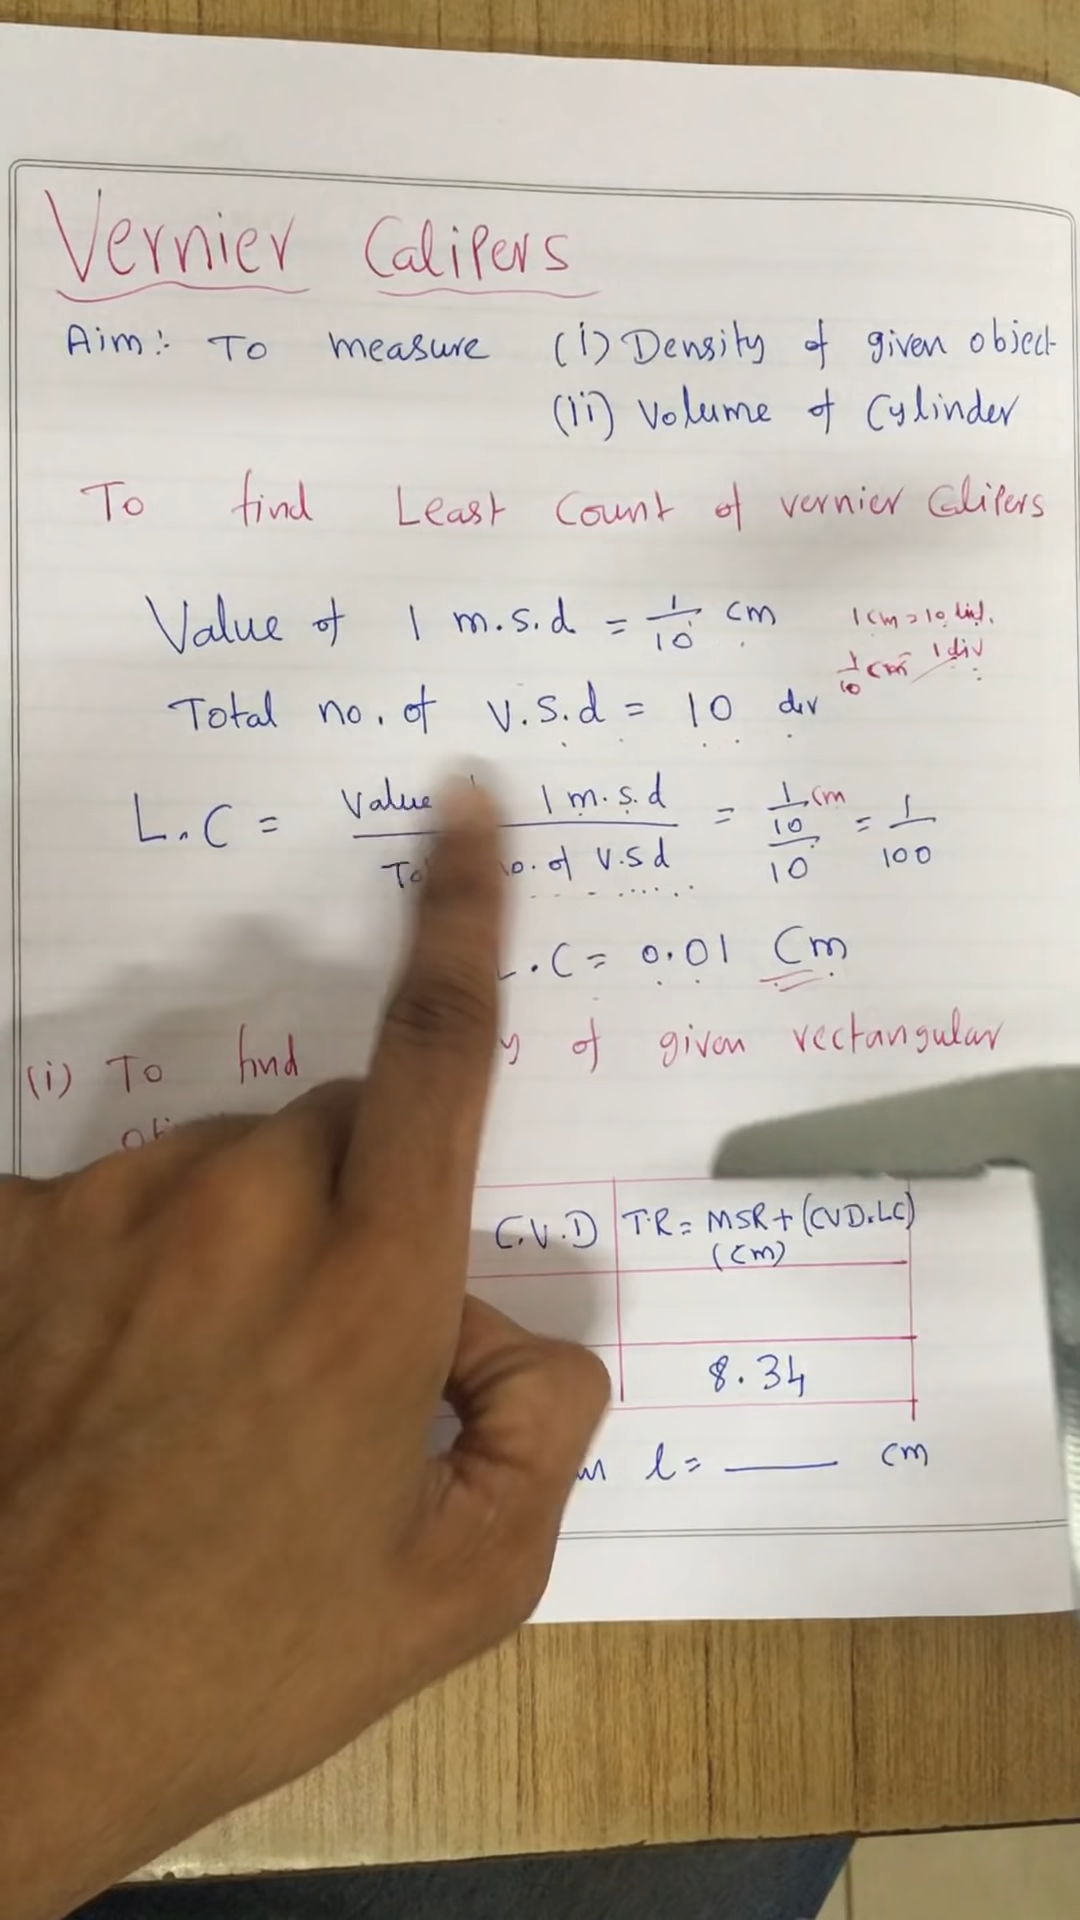 Vernier Calipers
Aim:- To measure (i) Density of given object
(ii) Volume of Cylinder
To find Least Count of vernier Calipers
Value of 1 m.s.d = 1/10 cm
1 cm = 10 div.
1/10 cm = 1 div
Total no. of V.S.d = 10 div
L.C = Value 1 m.s.d / no. of V.S.d = 1/10 cm / 10 = 1/100
L.C = 0.01 Cm
(i) To find of given rectangular
C.V.D T.R = MSR + (CVD×LC)
(cm)
8.34
l = ____ cm